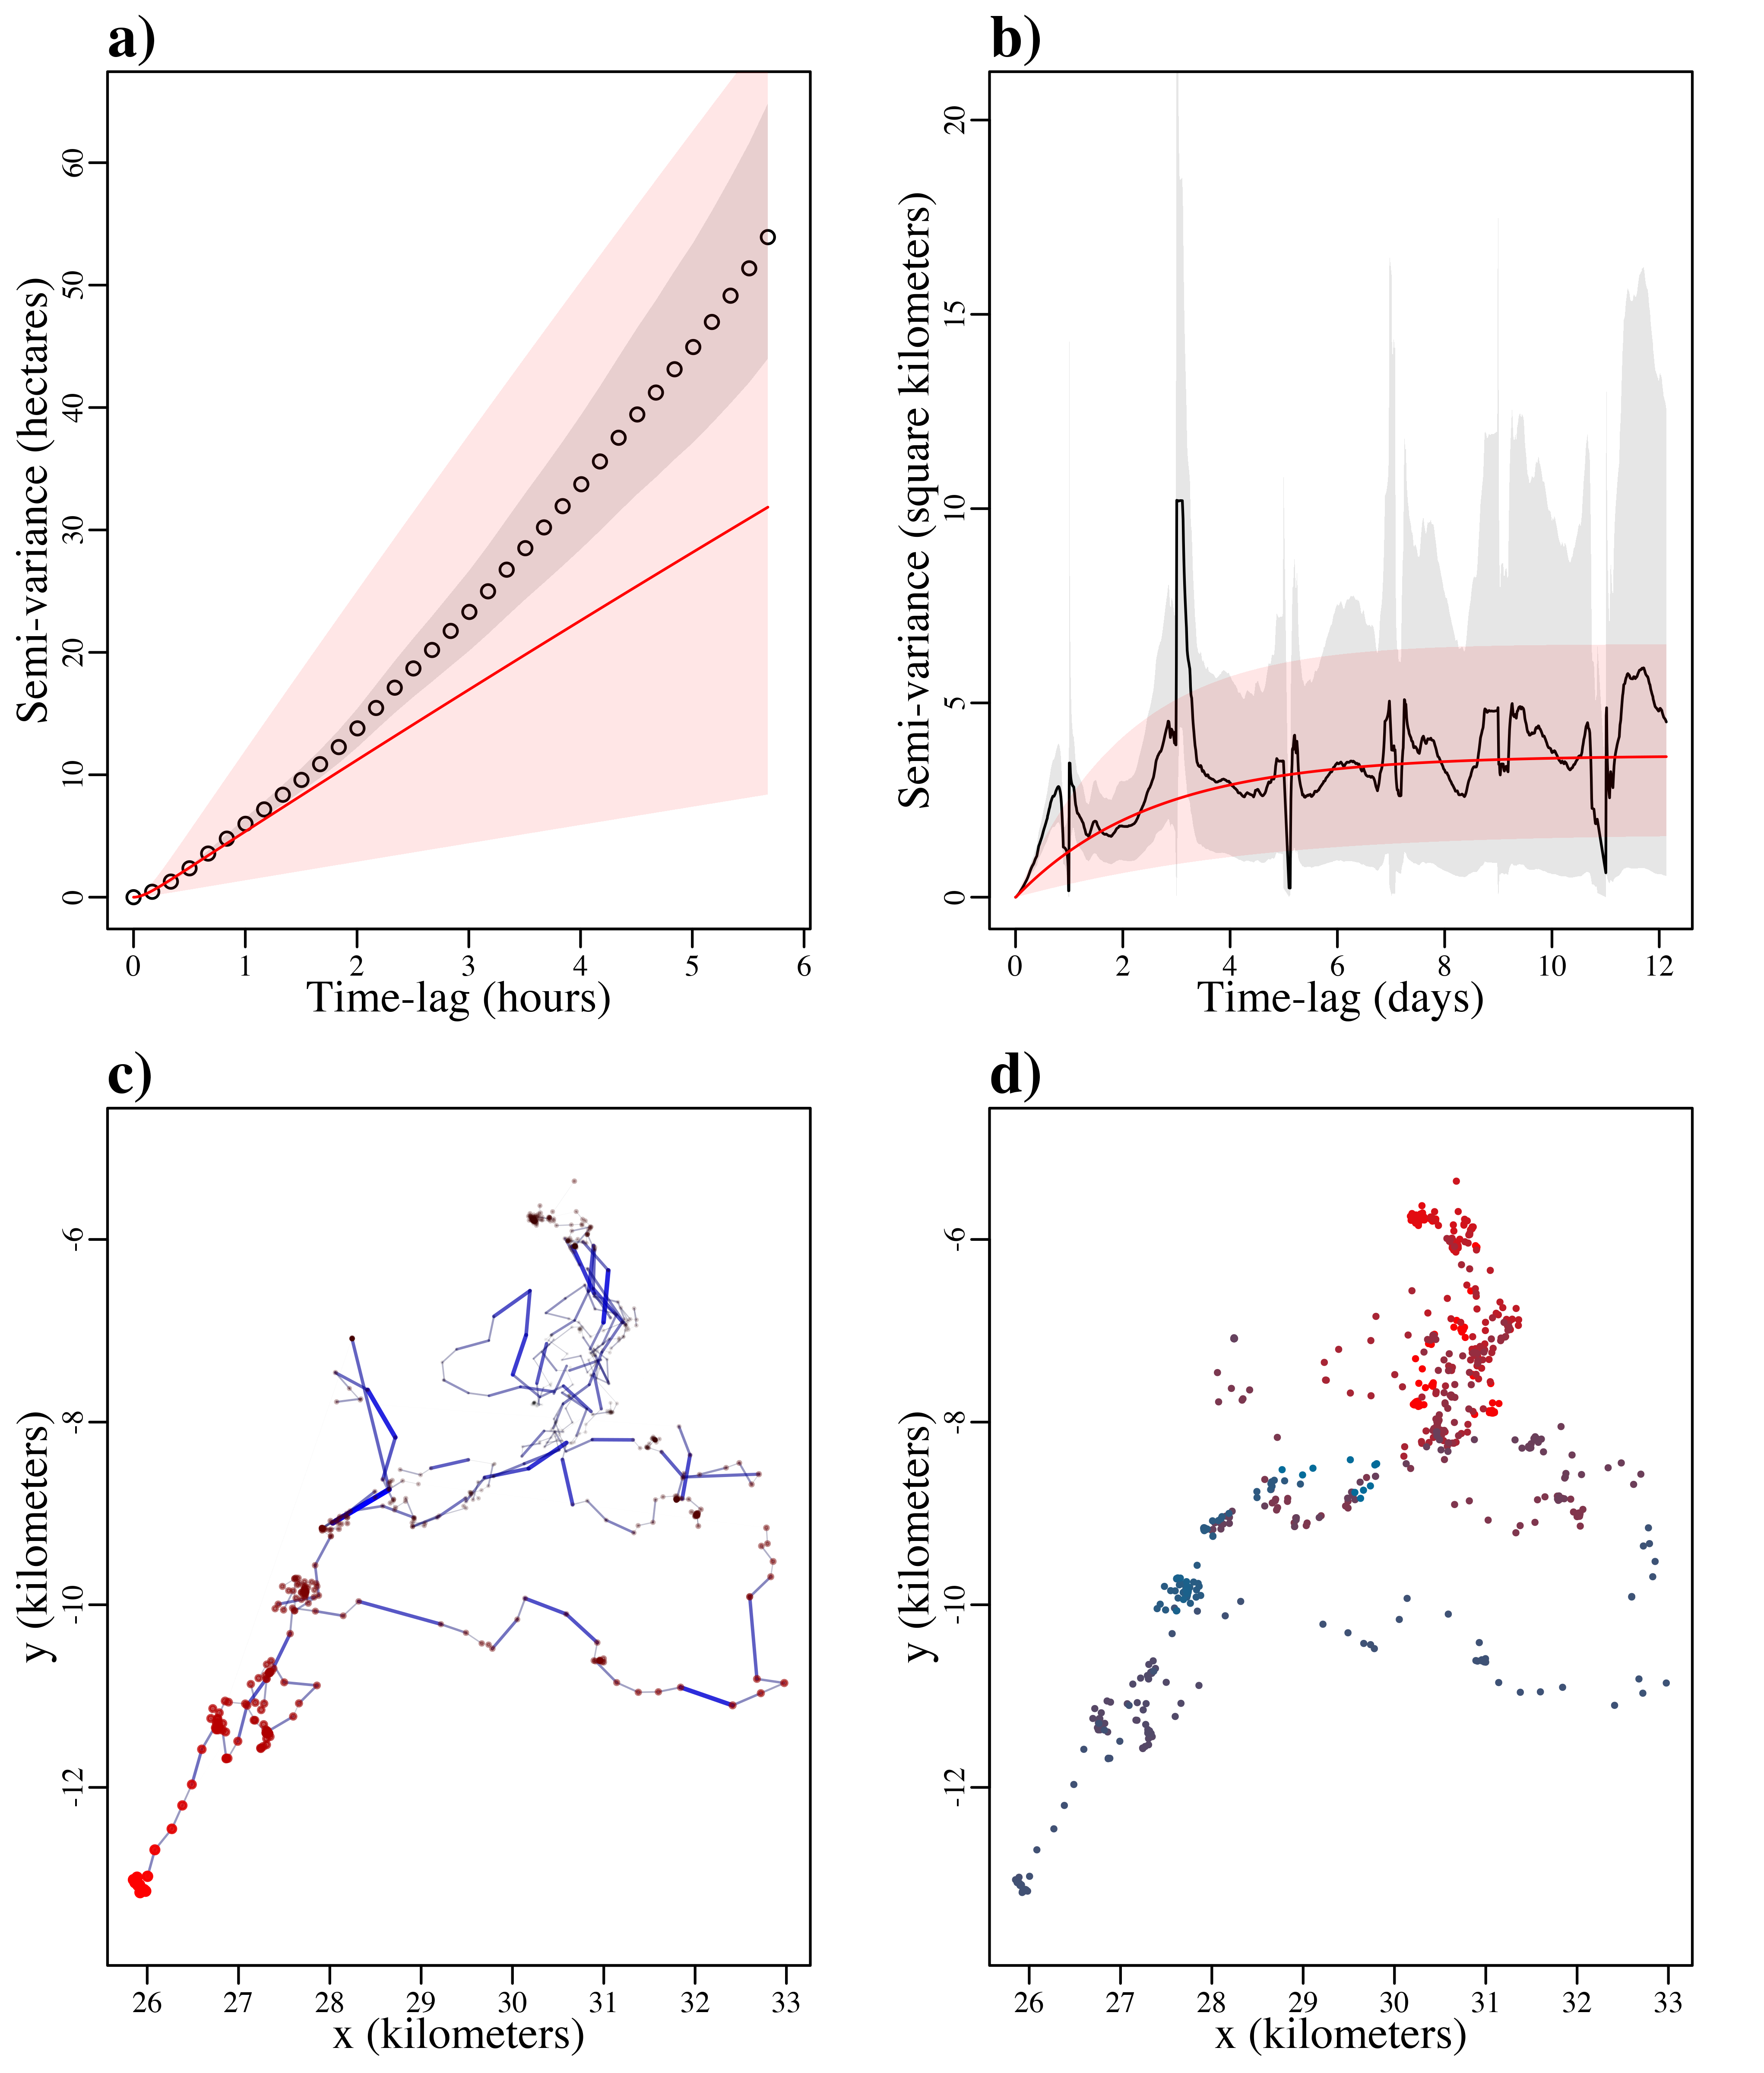 a)
Semi-variance (hectares)
0 10 20 30 40 50 60
0 1 2 3 4 5 6
Time-lag (hours)
b)
Semi-variance (square kilometers)
0 5 10 15 20
0 2 4 6 8 10 12
Time-lag (days)
c)
y (kilometers)
-12 -10 -8 -6
26 27 28 29 30 31 32 33
x (kilometers)
d)
y (kilometers)
-12 -10 -8 -6
26 27 28 29 30 31 32 33
x (kilometers)